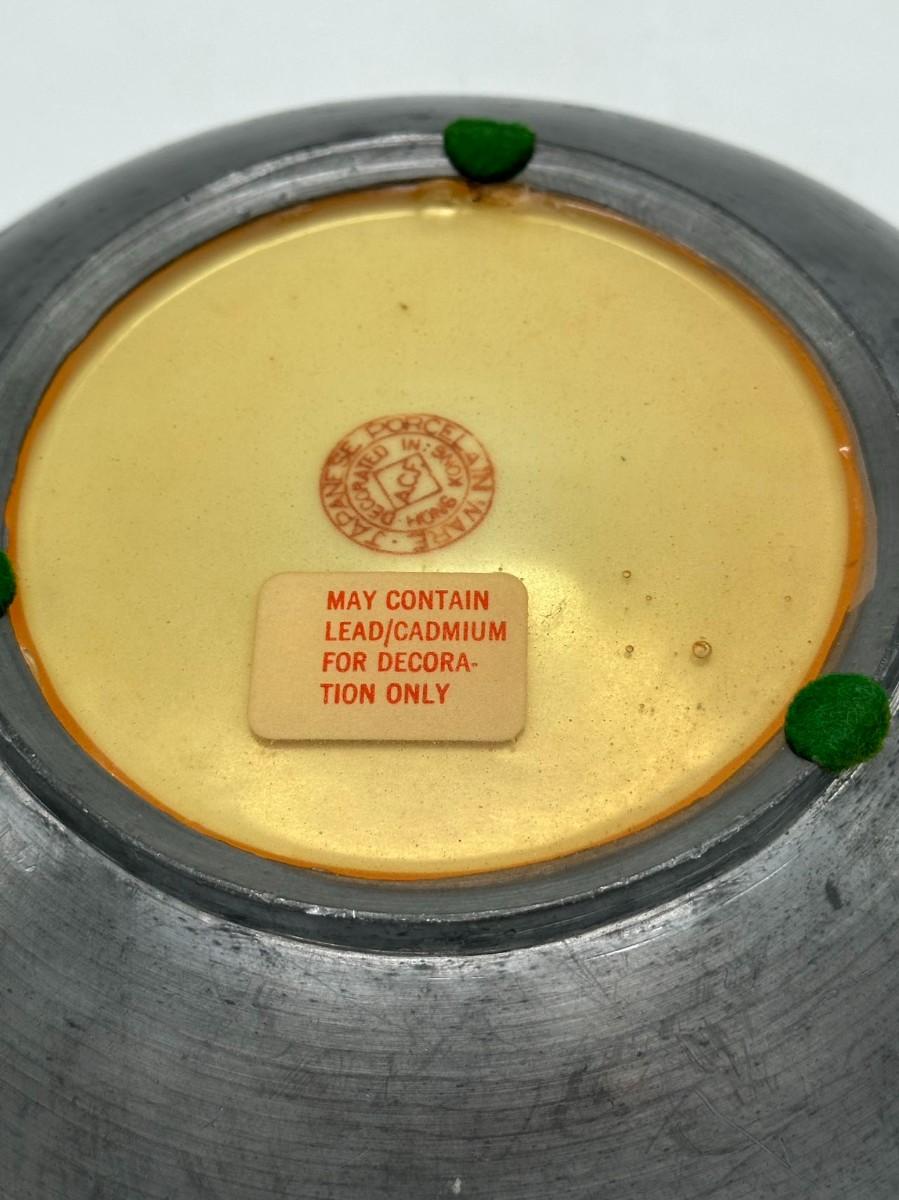 JAPANESE PORCELAIN WARE ·
DECORATED IN: HONG KONG ·
ACF
MAY CONTAIN
LEAD/CADMIUM
FOR DECORA-
TION ONLY